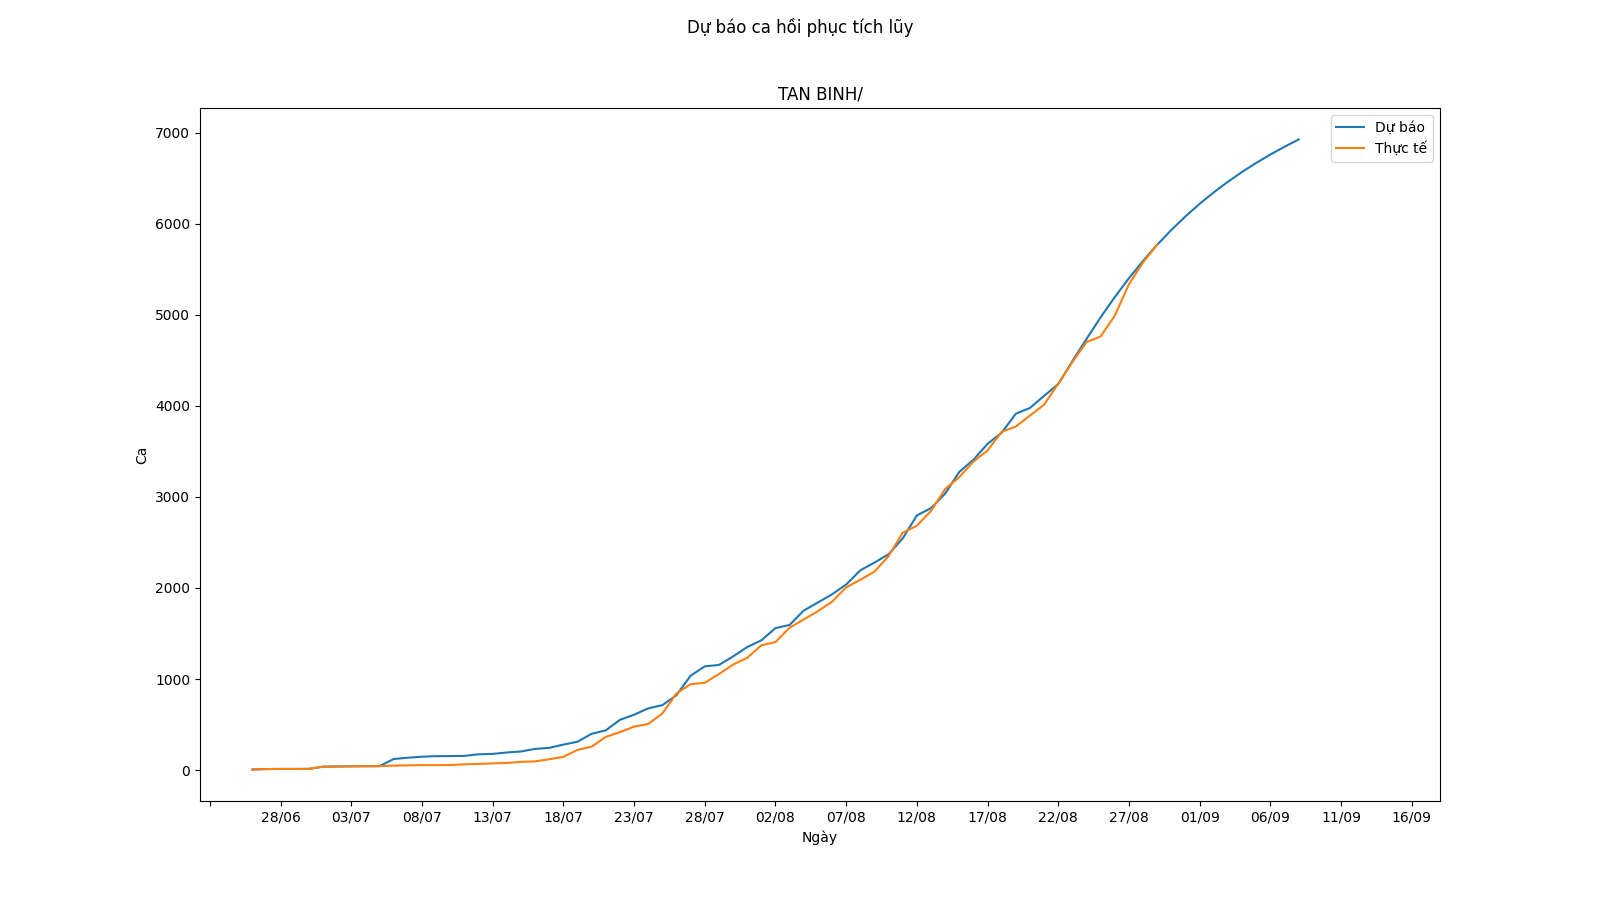 Dự báo ca hồi phục tích lũy
TAN BINH/
Dự báo
Thực tế
7000
6000
5000
4000
3000
2000
1000
0
Ca
28/06 03/07 08/07 13/07 18/07 23/07 28/07 02/08 07/08 12/08 17/08 22/08 27/08 01/09 06/09 11/09 16/09
Ngày